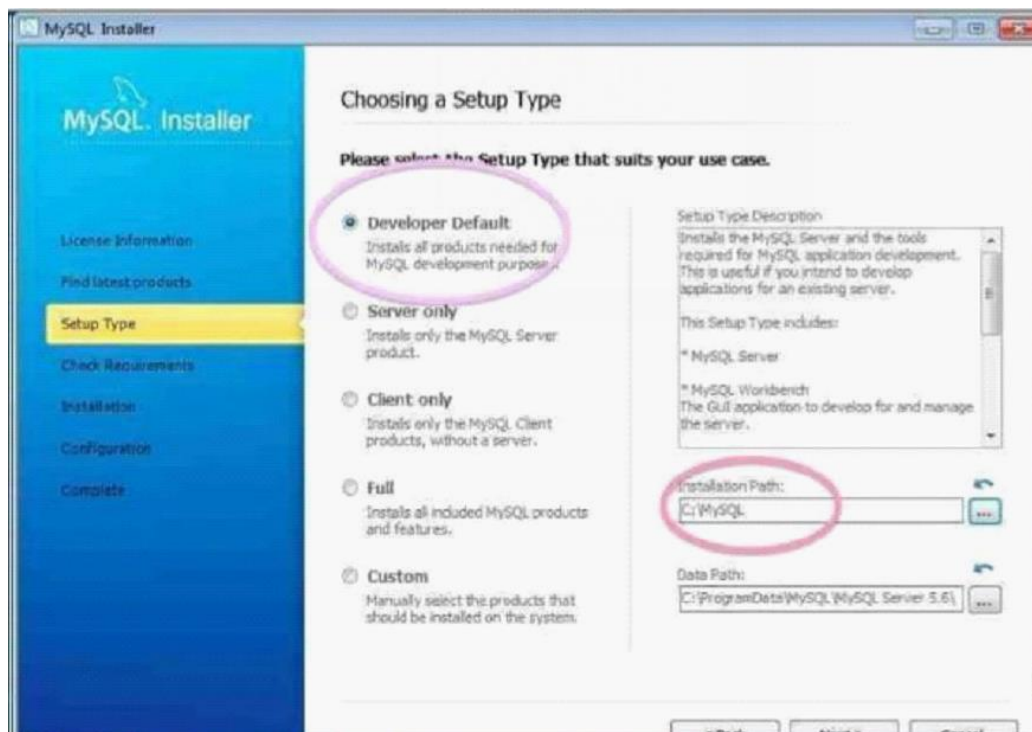 MySQL Installer
MySQL. Installer
License Information
Find latest products
Setup Type
Check Requirements
Installation
Configuration
Complete
Choosing a Setup Type
Please select the Setup Type that suits your use case.
Developer Default
Installs all products needed for
MySQL development purpose...
Server only
Installs only the MySQL Server
product.
Client only
Installs only the MySQL Client
products, without a server.
Full
Installs all included MySQL products
and features.
Custom
Manually select the products that
should be installed on the system.
Setup Type Description
Installs the MySQL Server and the tools
required for MySQL application development.
This is useful if you intend to develop
applications for an existing server.
This Setup Type includes:
* MySQL Server
* MySQL Workbench
The GUI application to develop for and manage
the server.
Installation Path:
C:\MySQL
...
Data Path:
C:\ProgramData\MySQL\MySQL Server 5.6\
...